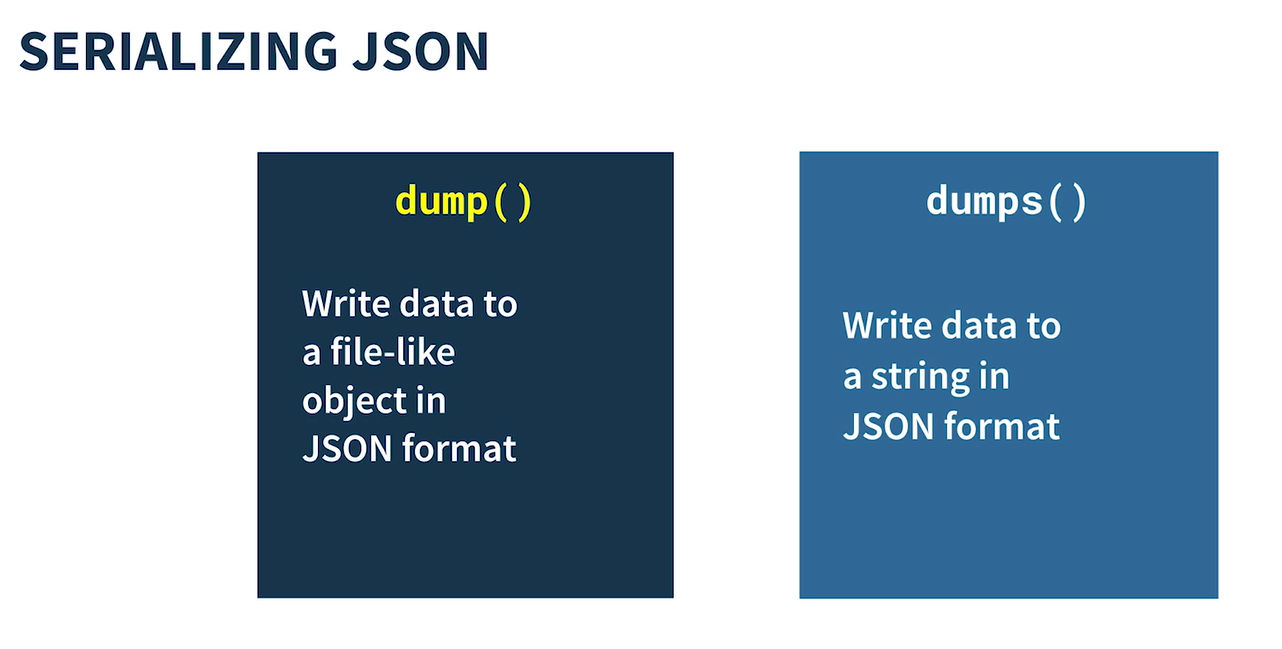 SERIALIZING JSON
dump()
Write data to
a file-like
object in
JSON format
dumps()
Write data to
a string in
JSON format